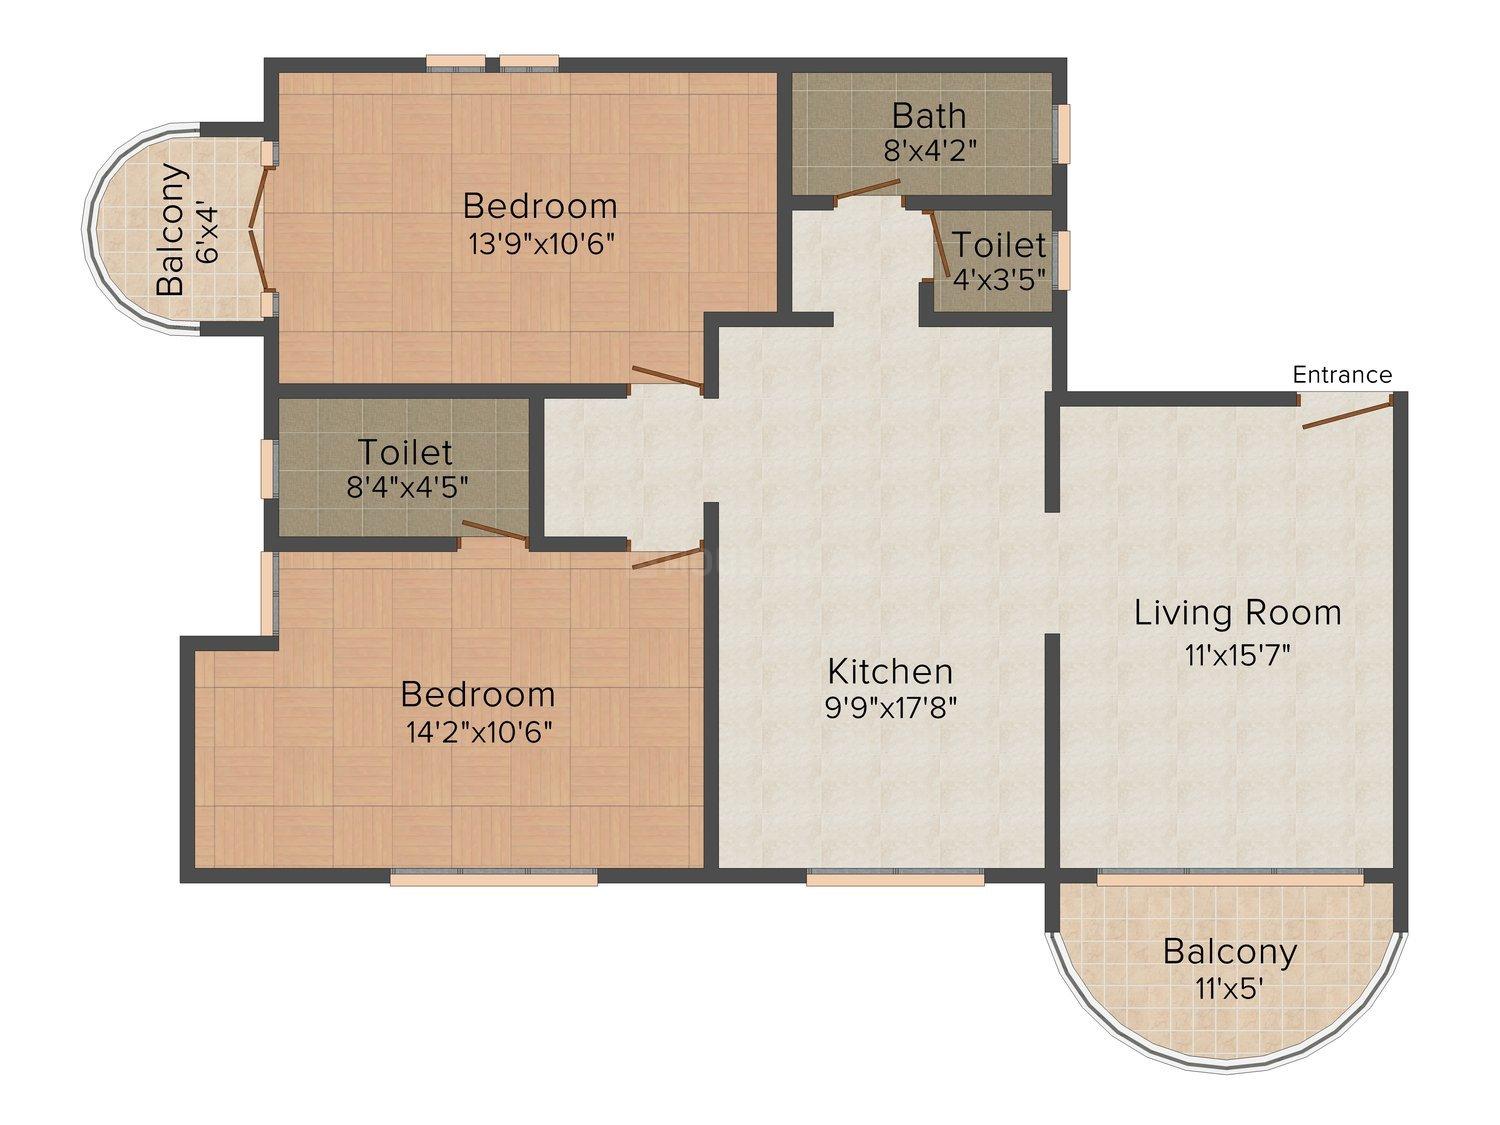 Bath
8'x4'2"
Balcony
6'x4'
Bedroom
13'9"x10'6"
Toilet
4'x3'5"
Entrance
Toilet
8'4"x4'5"
Living Room
11'x15'7"
Kitchen
9'9"x17'8"
Bedroom
14'2"x10'6"
Balcony
11'x5'